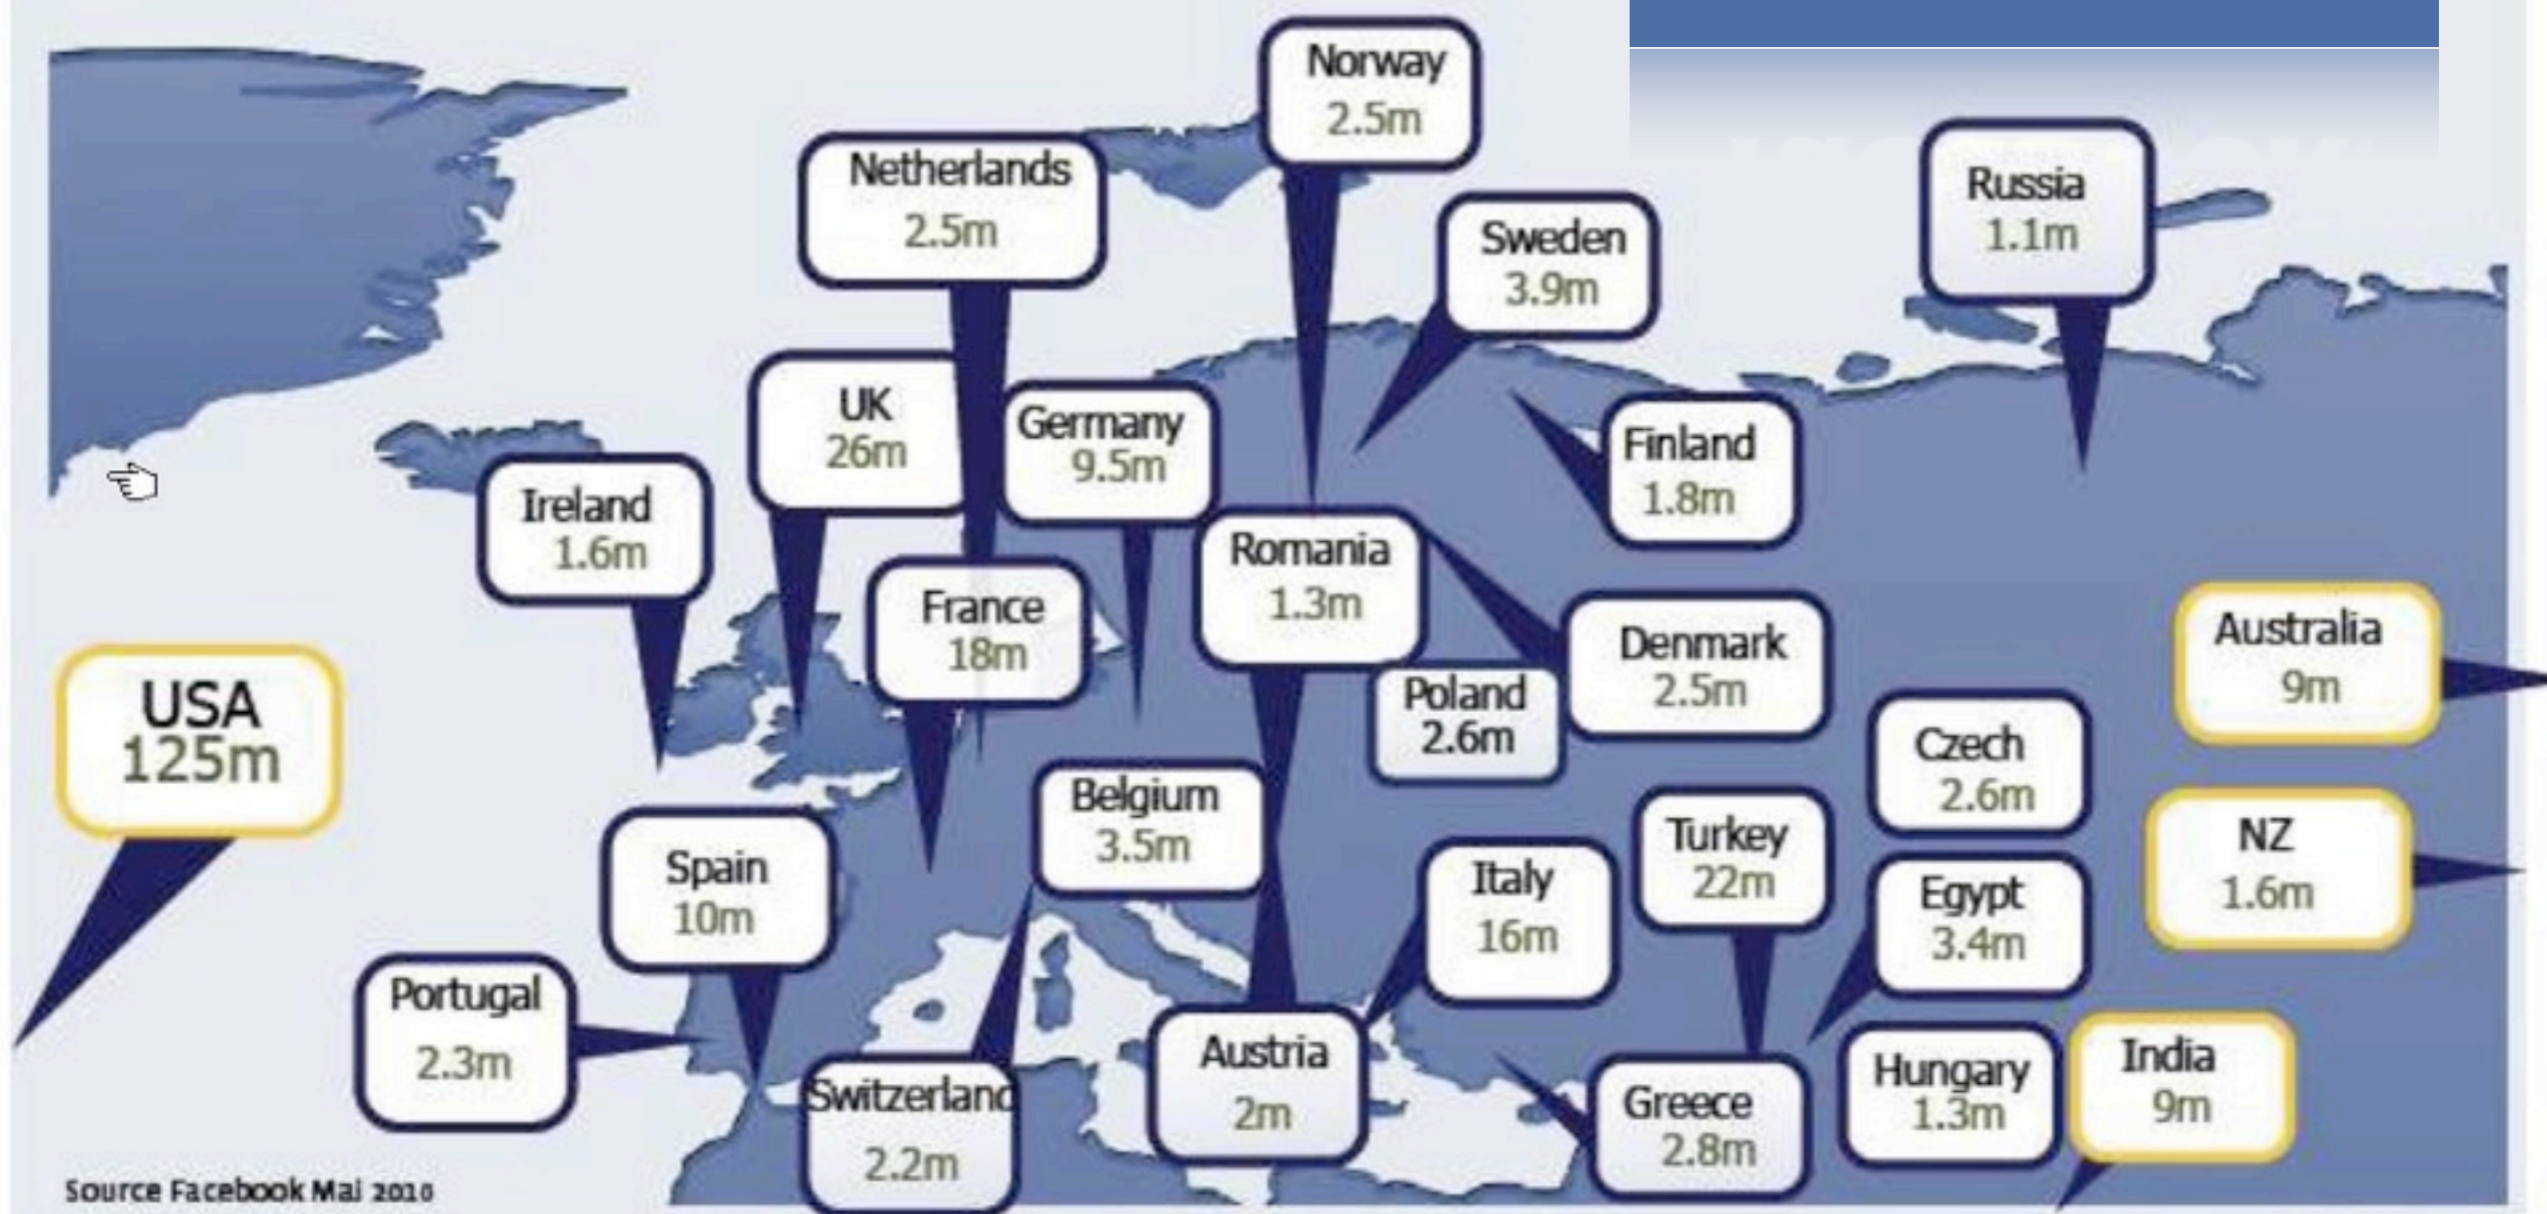 Norway
2.5m
Netherlands
2.5m
Russia
1.1m
Sweden
3.9m
UK
26m
Germany
9.5m
Finland
1.8m
Ireland
1.6m
Romania
1.3m
France
18m
Denmark
2.5m
Australia
9m
USA
125m
Poland
2.6m
Czech
2.6m
Belgium
3.5m
Turkey
22m
NZ
1.6m
Spain
10m
Italy
16m
Egypt
3.4m
Portugal
2.3m
Austria
2m
Hungary
1.3m
India
9m
Switzerland
2.2m
Greece
2.8m
Source Facebook Mai 2010